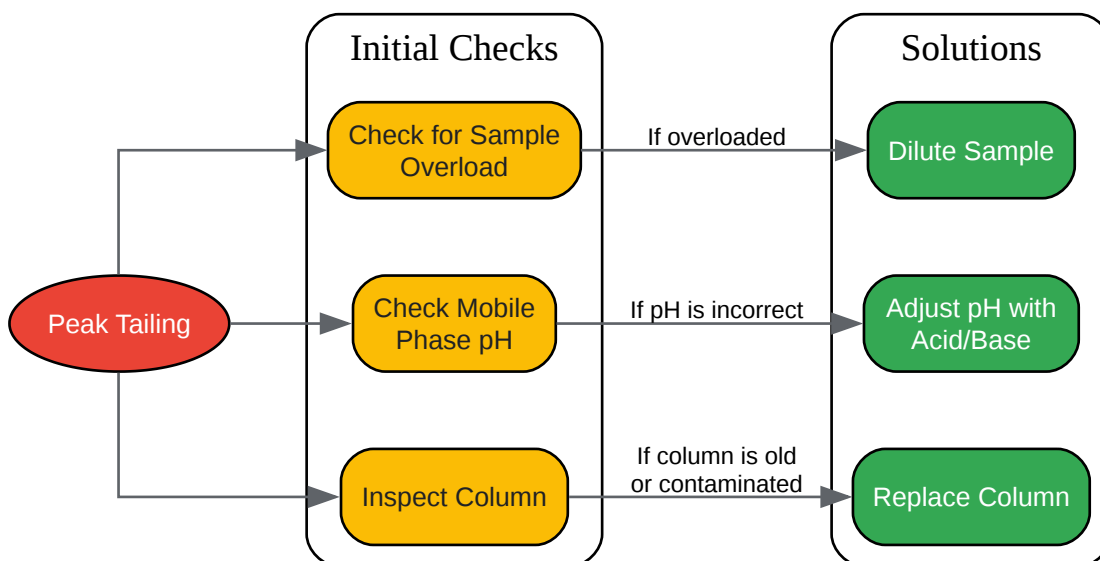 Initial Checks
Solutions
Check for Sample
Overload
If overloaded
Dilute Sample
Peak Tailing
Check Mobile
Phase pH
If pH is incorrect
Adjust pH with
Acid/Base
Inspect Column
If column is old
or contaminated
Replace Column